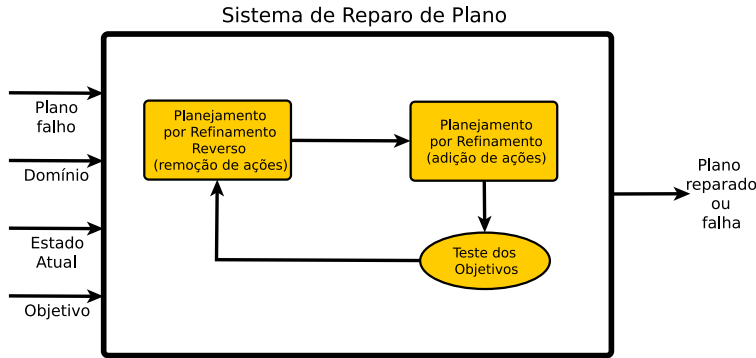 Sistema de Reparo de Plano
Plano
falho
Domínio
Estado
Atual
Objetivo
Planejamento
por Refinamento
Reverso
(remoção de ações)
Planejamento
por Refinamento
(adição de ações)
Teste dos
Objetivos
Plano
reparado
ou
falha